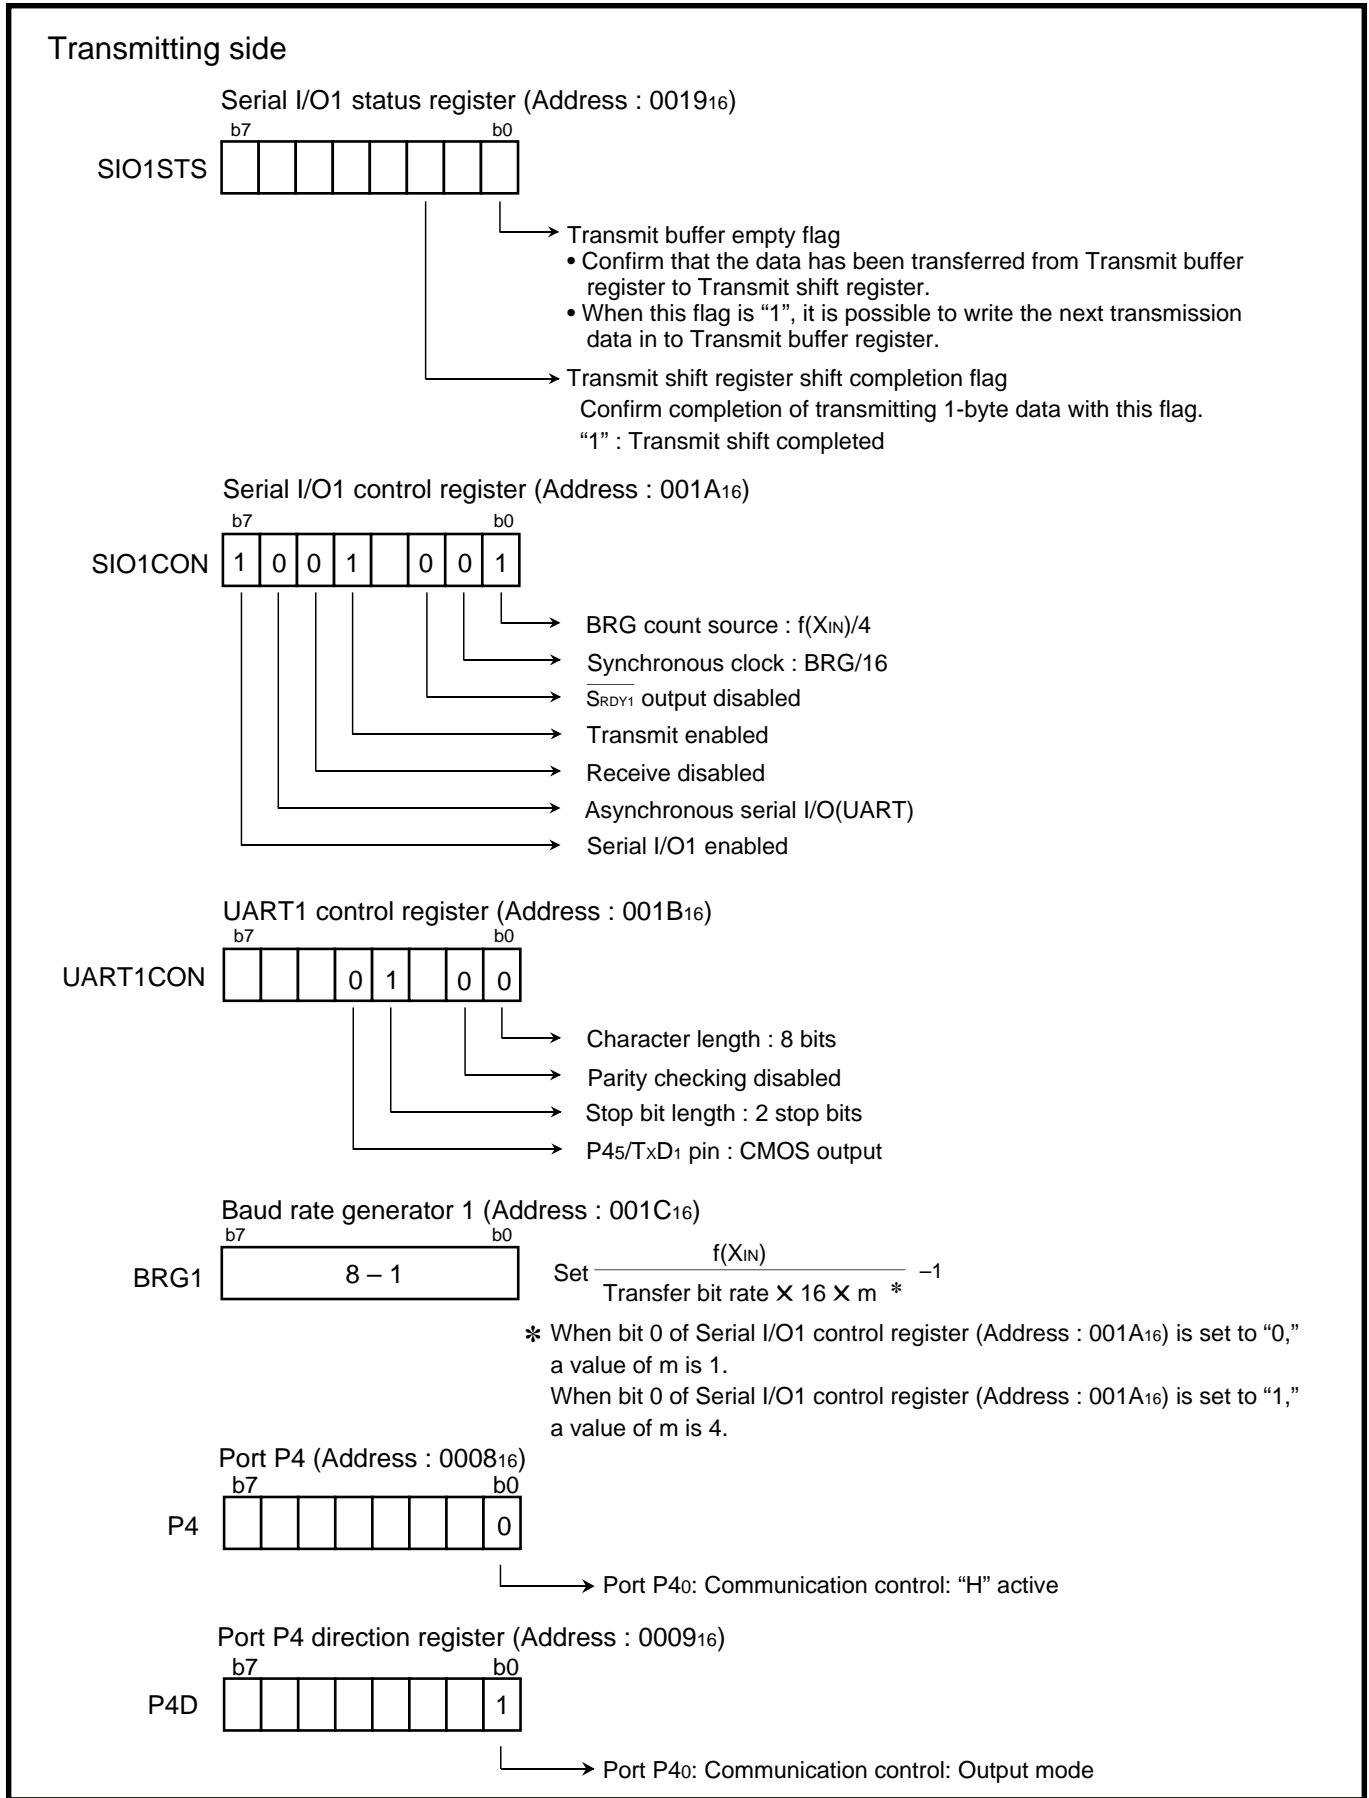 Transmitting side
Serial I/O1 status register (Address : 001916)
b7 b0
SIO1STS
Transmit buffer empty flag
• Confirm that the data has been transferred from Transmit buffer
register to Transmit shift register.
• When this flag is “1”, it is possible to write the next transmission
data in to Transmit buffer register.
Transmit shift register shift completion flag
Confirm completion of transmitting 1-byte data with this flag.
“1” : Transmit shift completed
Serial I/O1 control register (Address : 001A16)
b7 b0
SIO1CON 1 0 0 1 0 0 1
BRG count source : f(XIN)/4
Synchronous clock : BRG/16
SRDY1 output disabled
Transmit enabled
Receive disabled
Asynchronous serial I/O(UART)
Serial I/O1 enabled
UART1 control register (Address : 001B16)
b7 b0
UART1CON 0 1 0 0
Character length : 8 bits
Parity checking disabled
Stop bit length : 2 stop bits
P45/TXD1 pin : CMOS output
Baud rate generator 1 (Address : 001C16)
b7 b0
BRG1 8 – 1
Set f(XIN)
Transfer bit rate ✕ 16 ✕ m ✻ –1
✻ When bit 0 of Serial I/O1 control register (Address : 001A16) is set to “0,”
a value of m is 1.
When bit 0 of Serial I/O1 control register (Address : 001A16) is set to “1,”
a value of m is 4.
Port P4 (Address : 000816)
b7 b0
P4 0
Port P40: Communication control: “H” active
Port P4 direction register (Address : 000916)
b7 b0
P4D 1
Port P40: Communication control: Output mode